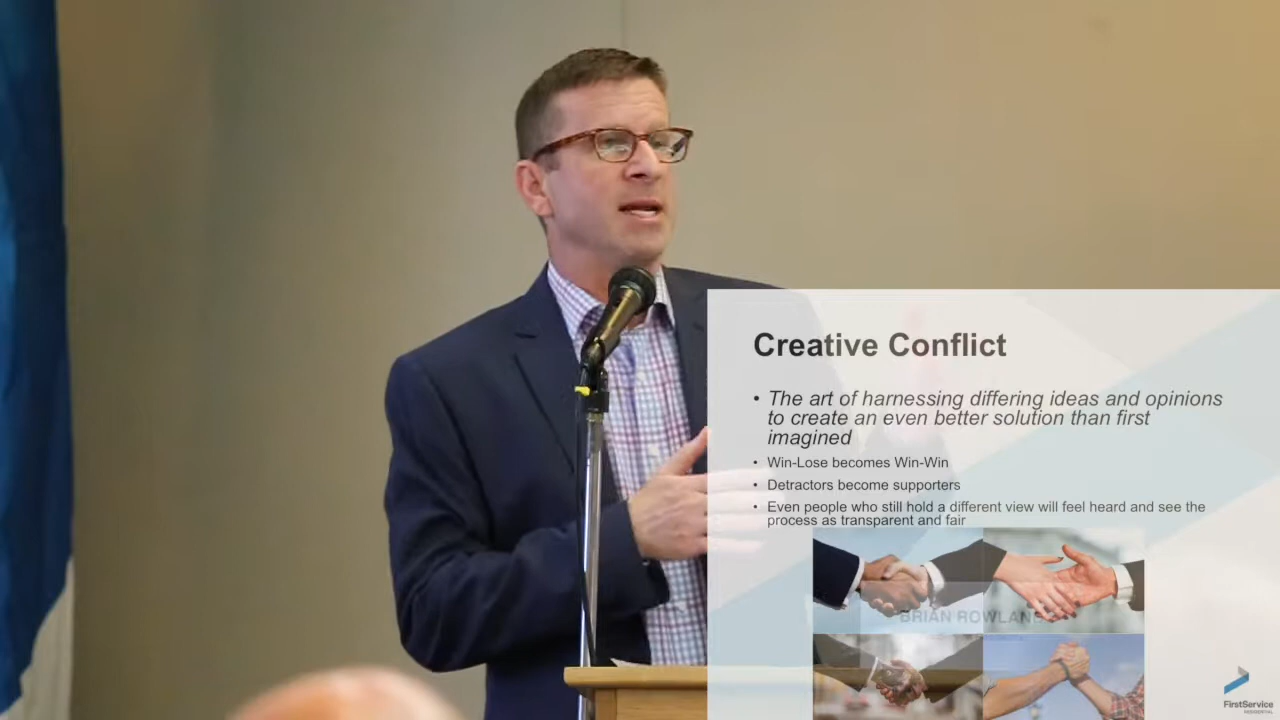 Creative Conflict
• The art of harnessing differing ideas and opinions
to create an even better solution than first
imagined
• Win-Lose becomes Win-Win
• Detractors become supporters
• Even people who still hold a different view will feel heard and see the
process as transparent and fair
BRIAN ROWLAND
FirstService
RESIDENTIAL